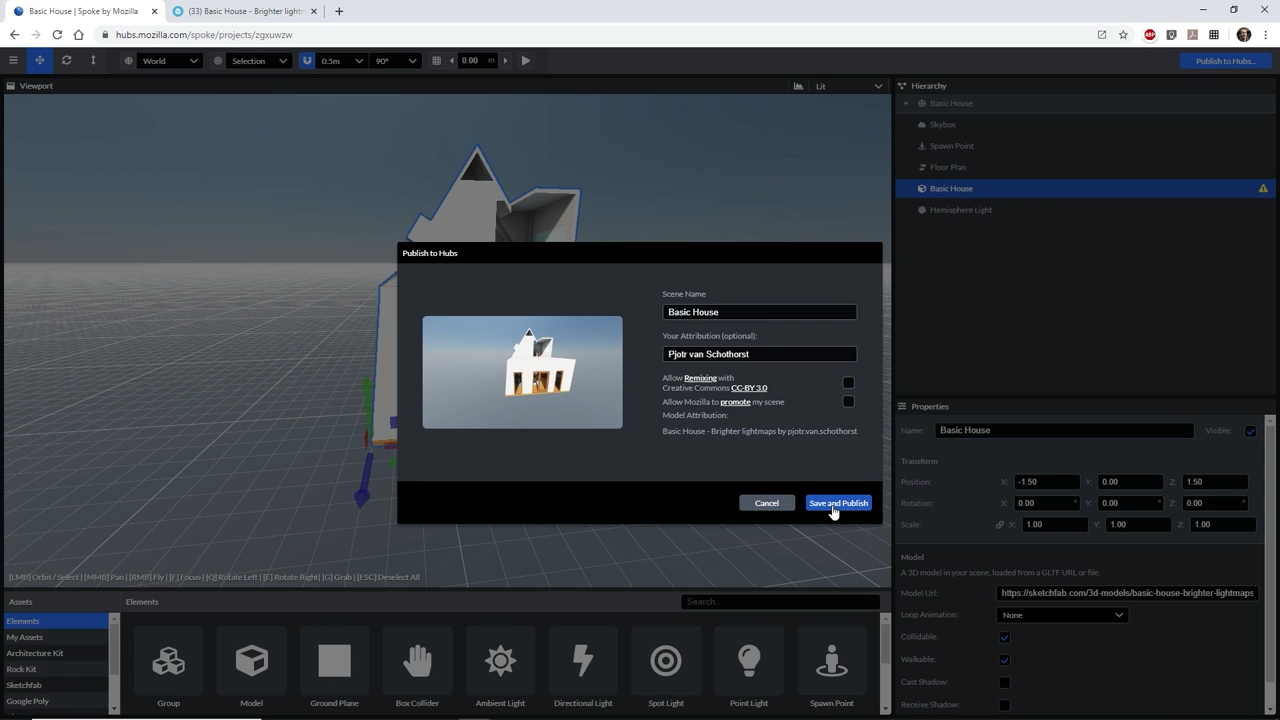 Basic House | Spoke by Mozilla
(33) Basic House - Brighter lightm
hubs.mozilla.com/spoke/projects/zgxuwzw
ABP
World
Selection
0.5m
90°
0.00 m
Publish to Hubs...
Viewport
Lit
Hierarchy
Basic House
Skybox
Spawn Point
Floor Plan
Basic House
Hemisphere Light
Publish to Hubs
Scene Name
Basic House
Your Attribution (optional):
Pjotr van Schothorst
Allow Remixing with
Creative Commons CC-BY 3.0
Allow Mozilla to promote my scene
Model Attribution:
Basic House - Brighter lightmaps by pjotr.van.schothorst
Cancel
Save and Publish
Properties
Name: Basic House Visible:
Transform
Position: X: -1.50 Y: 0.00 Z: 1.50
Rotation: X: 0.00 ° Y: 0.00 ° Z: 0.00 °
Scale: X: 1.00 Y: 1.00 Z: 1.00
Model
A 3D model in your scene, loaded from a GLTF URL or file.
Model Url: https://sketchfab.com/3d-models/basic-house-brighter-lightmaps
Loop Animation: None
Collidable:
Walkable:
Cast Shadow:
Receive Shadow:
[LMB] Orbit / Select | [MMB] Pan | [RMB] Fly | [F] Focus | [Q] Rotate Left | [E] Rotate Right | [G] Grab | [ESC] Deselect All
Assets
Elements
My Assets
Architecture Kit
Rock Kit
Sketchfab
Google Poly
Elements
Search...
Group
Model
Ground Plane
Box Collider
Ambient Light
Directional Light
Spot Light
Point Light
Spawn Point